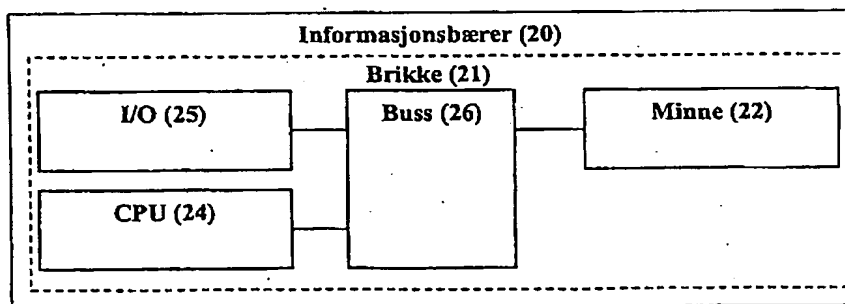 Informasjonsbærer (20)
Brikke (21)
I/O (25)
Buss (26)
Minne (22)
CPU (24)